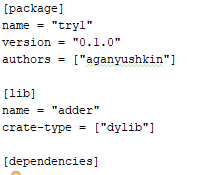 [package]
name = "try1"
version = "0.1.0"
authors = ["aganyushkin"]
[lib]
name = "adder"
crate-type = ["dylib"]
[dependencies]